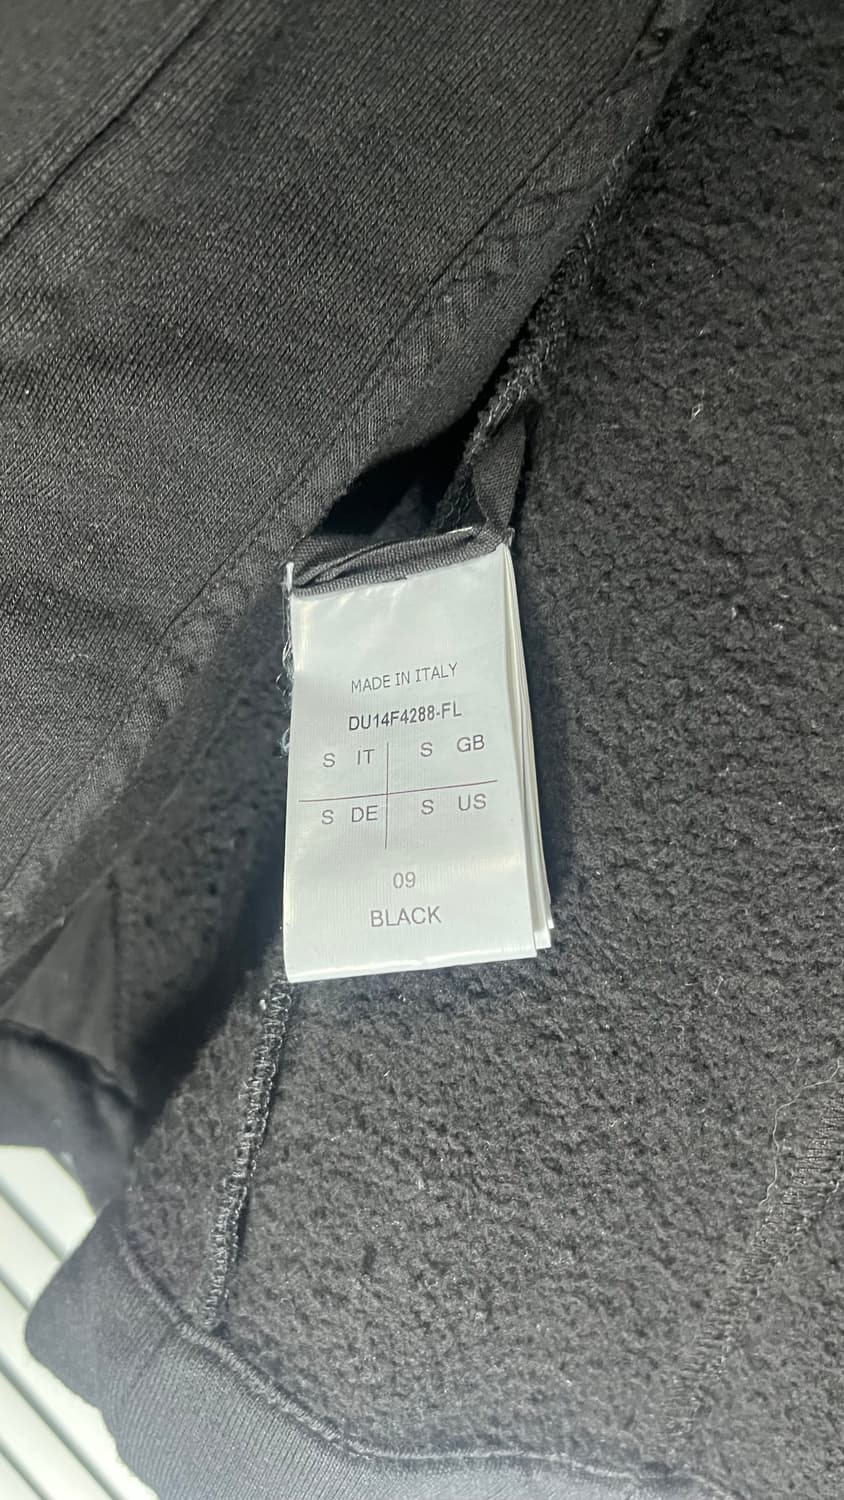 MADE IN ITALY
DU14F4288-FL
S IT S GB
S DE S US
09
BLACK